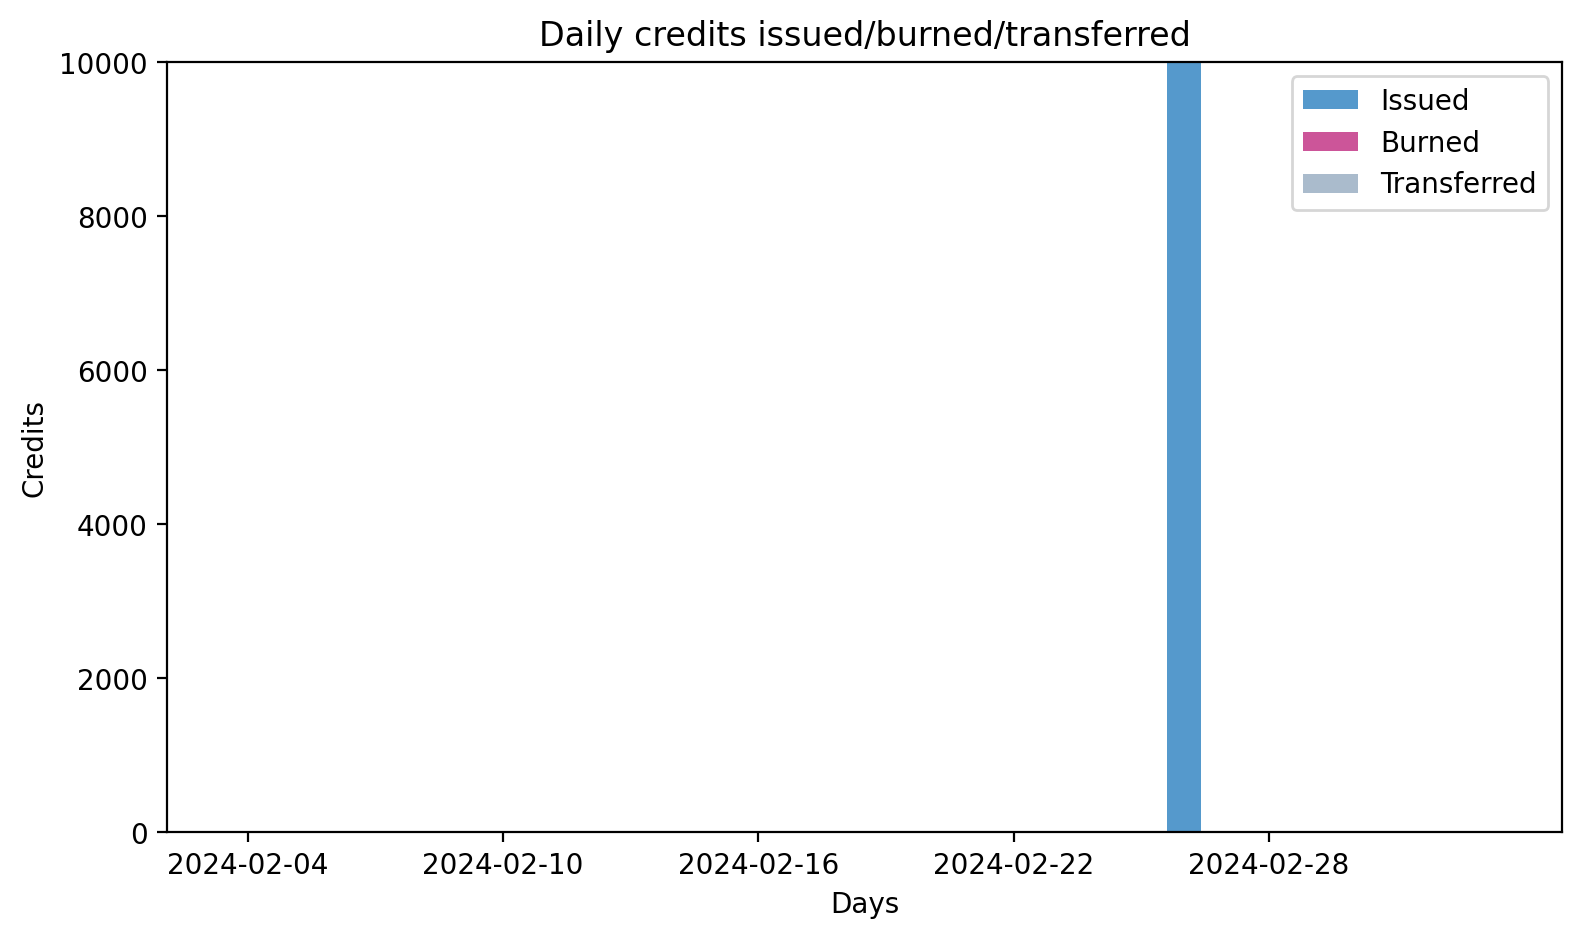 Daily credits issued/burned/transferred
10000
8000
6000
4000
2000
0
Credits
Issued
Burned
Transferred
2024-02-04
2024-02-10
2024-02-16
2024-02-22
2024-02-28
Days